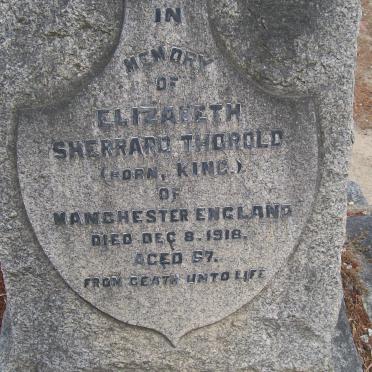 IN
MEMORY
OF
ELIZABETH
SHERRARD THOROLD
(BORN, KING.)
OF
MANCHESTER ENGLAND
DIED DEC 8. 1918.
AGED 67.
FROM DEATH UNTO LIFE